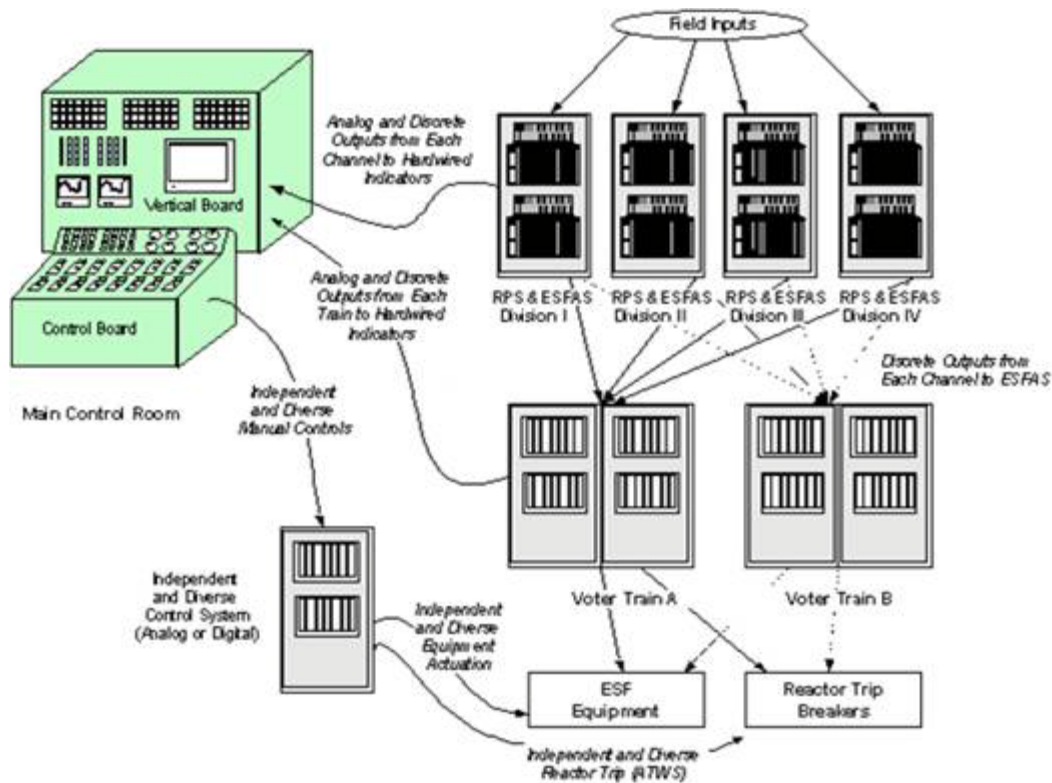 Field Inputs
Analog and Discrete
Outputs from Each
Channel to Hardwired
Indicators
Vertical Board
Control Board
Main Control Room
Analog and Discrete
Outputs from Each
Train to Hardwired
Indicators
RPS & ESFAS
Division I
RPS & ESFAS
Division II
RPS & ESFAS
Division III
RPS & ESFAS
Division IV
Discrete Outputs from
Each Channel to ESFAS
Independent
and Diverse
Manual Controls
Voter Train A
Voter Train B
Independent
and Diverse
Control System
(Analog or Digital)
Independent
and Diverse
Equipment
Actuation
ESF
Equipment
Reactor Trip
Breakers
Independent and Diverse
Reactor Trip (ATWS)